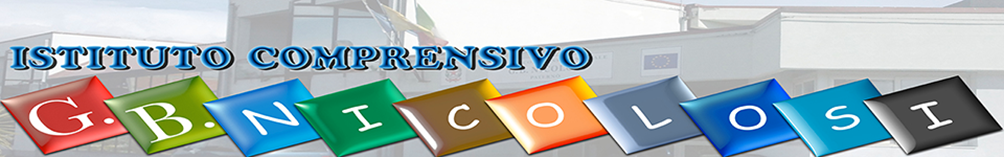 ISTITUTO COMPRENSIVO
G.B. NICOLOSI